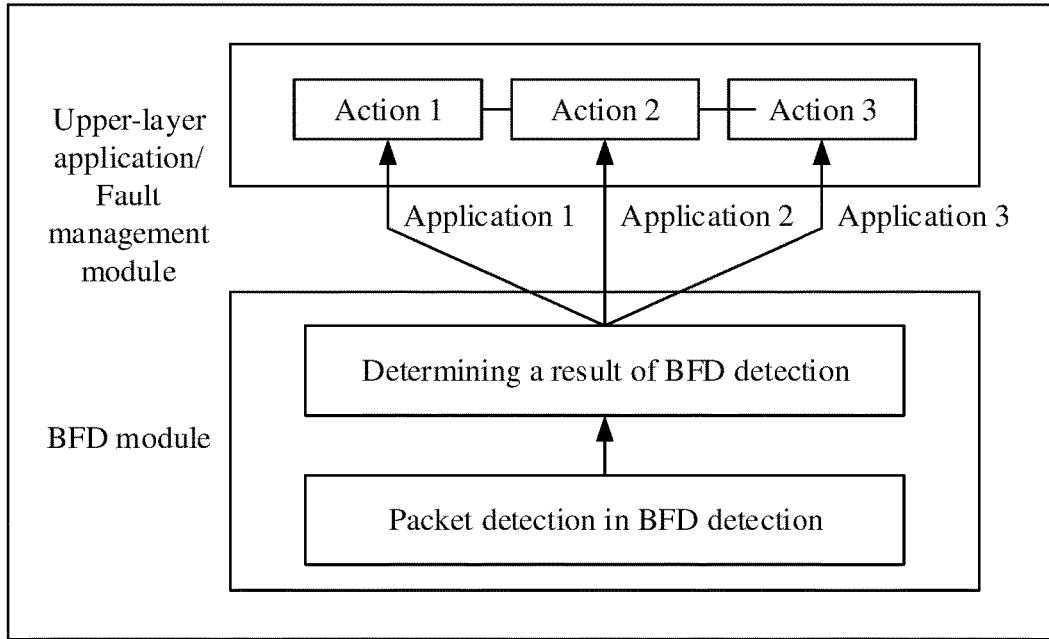 Upper-layer
application/
Fault
management
module
Action 1
Action 2
Action 3
Application 1
Application 2
Application 3
BFD module
Determining a result of BFD detection
Packet detection in BFD detection